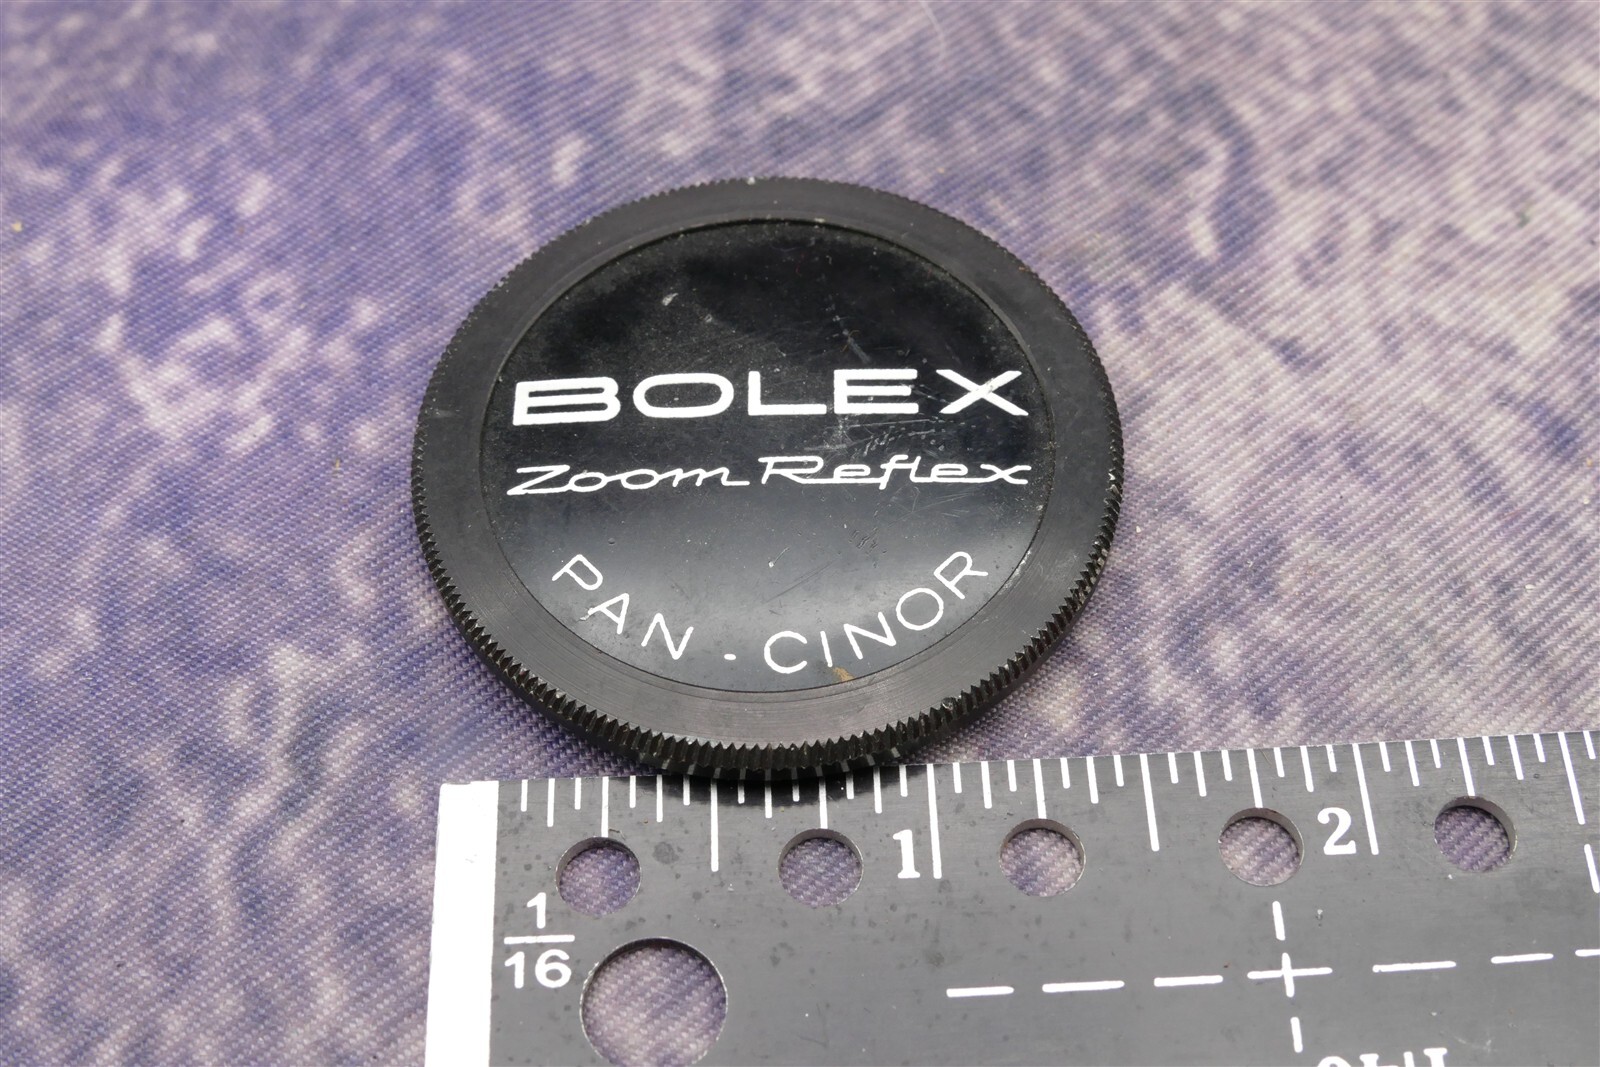 BOLEX
Zoom Reflex
PAN-CINOR
1 2
1/16